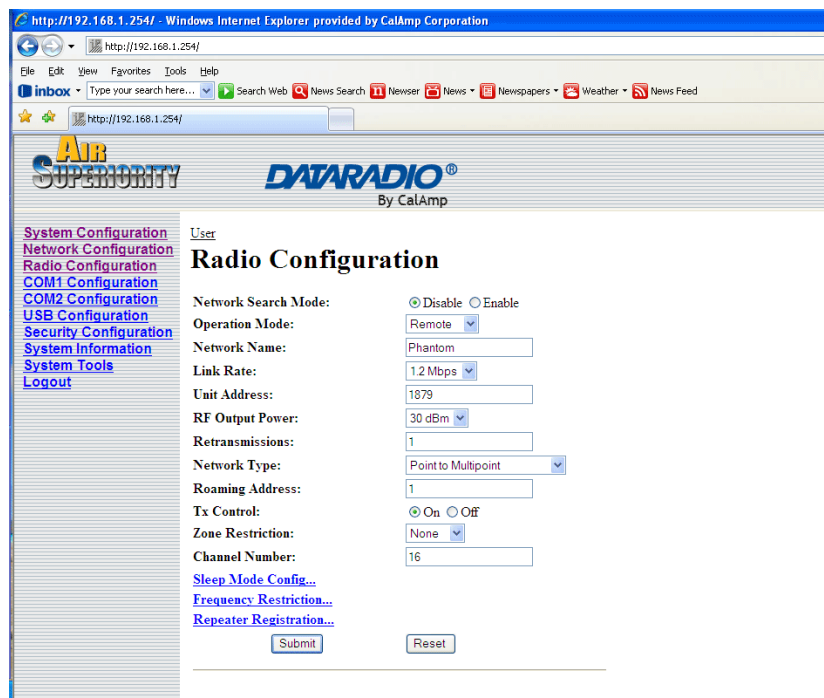 http://192.168.1.254/ - Windows Internet Explorer provided by CalAmp Corporation
http://192.168.1.254/
File Edit View Favorites Tools Help
inbox Type your search here... Search Web News Search Newser News Newspapers Weather News Feed
http://192.168.1.254/
AIR SUPERIORITY
DATARADIO®
By CalAmp
System Configuration
Network Configuration
Radio Configuration
COM1 Configuration
COM2 Configuration
USB Configuration
Security Configuration
System Information
System Tools
Logout
User
Radio Configuration
Network Search Mode: Disable Enable
Operation Mode: Remote
Network Name: Phantom
Link Rate: 1.2 Mbps
Unit Address: 1879
RF Output Power: 30 dBm
Retransmissions: 1
Network Type: Point to Multipoint
Roaming Address: 1
Tx Control: On Off
Zone Restriction: None
Channel Number: 16
Sleep Mode Config...
Frequency Restriction...
Repeater Registration...
Submit Reset